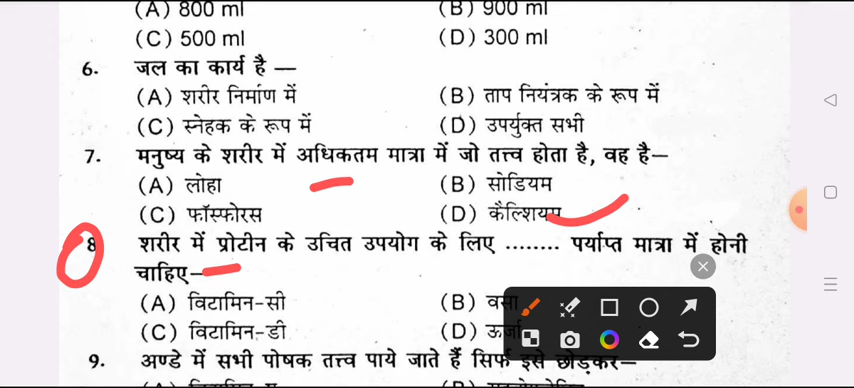 (A) 800 ml (B) 900 ml
(C) 500 ml (D) 300 ml
6. जल का कार्य है —
(A) शरीर निर्माण में (B) ताप नियंत्रक के रूप में
(C) स्नेहक के रूप में (D) उपर्युक्त सभी
7. मनुष्य के शरीर में अधिकतम मात्रा में जो तत्त्व होता है, वह है—
(A) लोहा (B) सोडियम
(C) फॉस्फोरस (D) कैल्शियम
8 शरीर में प्रोटीन के उचित उपयोग के लिए ........ पर्याप्त मात्रा में होनी
चाहिए—
(A) विटामिन-सी (B) वसा
(C) विटामिन-डी (D)
9. अण्डे में सभी पोषक तत्त्व पाये जाते हैं सिर्फ इसे छोड़कर—